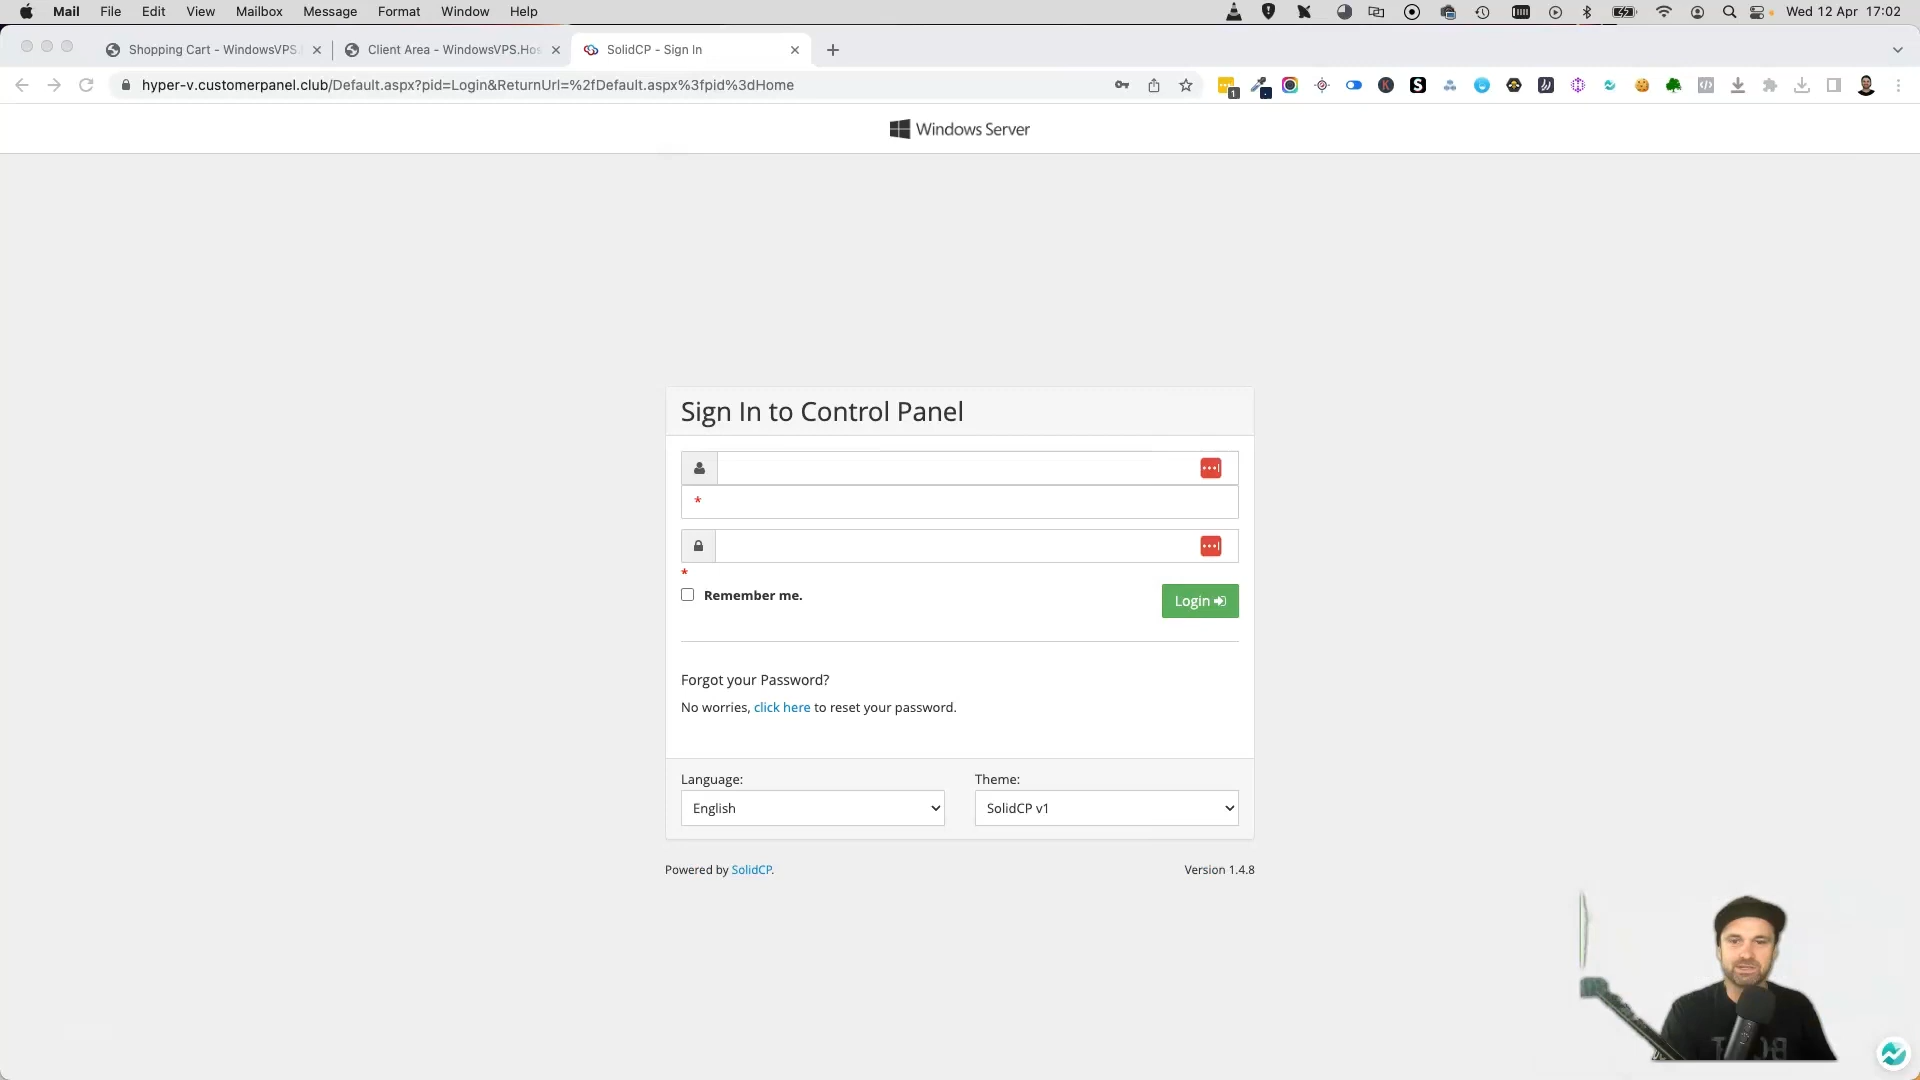 Mail File Edit View Mailbox Message Format Window Help Wed 12 Apr 17:02
Shopping Cart - WindowsVPS. Client Area - WindowsVPS.Hos SolidCP - Sign In
hyper-v.customerpanel.club/Default.aspx?pid=Login&ReturnUrl=%2fDefault.aspx%3fpid%3dHome
1
Windows Server
Sign In to Control Panel
*
*
Remember me.
Login
Forgot your Password?
No worries, click here to reset your password.
Language: Theme:
English SolidCP v1
Powered by SolidCP. Version 1.4.8